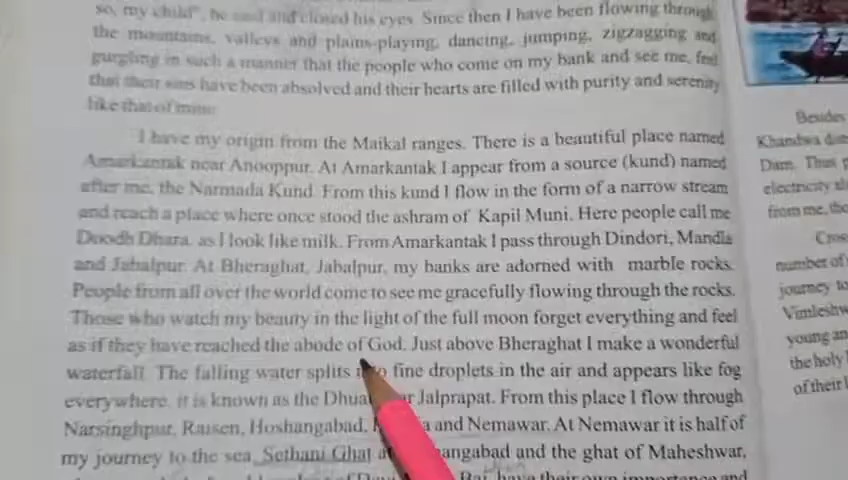 so, my child", he said and closed his eyes. Since then I have been flowing through
the mountains, valleys and plains-playing, dancing, jumping, zigzagging and
gurgling in such a manner that the people who come on my bank and see me, feel
that their sins have been absolved and their hearts are filled with purity and serenity
like that of mine.
I have my origin from the Maikal ranges. There is a beautiful place named
Amarkantak near Anooppur. At Amarkantak I appear from a source (kund) named
after me, the Narmada Kund. From this kund I flow in the form of a narrow stream
and reach a place where once stood the ashram of Kapil Muni. Here people call me
Doodh Dhara, as I look like milk. From Amarkantak I pass through Dindori, Mandla
and Jabalpur. At Bheraghat, Jabalpur, my banks are adorned with marble rocks.
People from all over the world come to see me gracefully flowing through the rocks.
Those who watch my beauty in the light of the full moon forget everything and feel
as if they have reached the abode of God. Just above Bheraghat I make a wonderful
waterfall. The falling water splits fine droplets in the air and appears like fog
everywhere, it is known as the Jalprapat. From this place I flow through
Narsinghpur, Raisen, Hoshangabad, and Nemawar. At Nemawar it is half of
my journey to the sea. Sethani Ghat and the ghat of Maheshwar,
have their own importance and
Besides
Khandwa
Dam. Thus
electricity
from me,
Cros
number of
journey to
Vimleshw
young an
the holy
of their